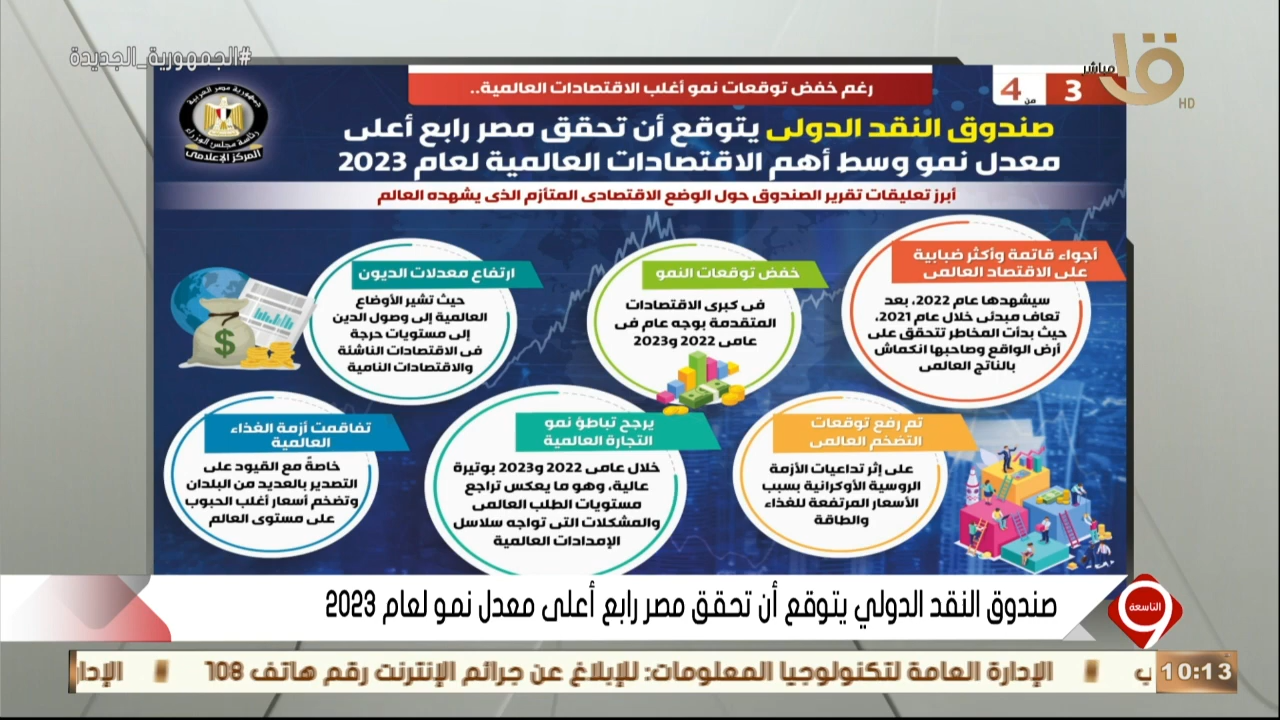 #الجمهورية_الجديدة
مباشر
HD
3 من 4
رغم خفض توقعات نمو أغلب الاقتصادات العالمية..
صندوق النقد الدولى يتوقع أن تحقق مصر رابع أعلى
معدل نمو وسط أهم الاقتصادات العالمية لعام 2023
جمهورية مصر العربية
رئاسة مجلس الوزراء
المركز الإعلامى
أبرز تعليقات تقرير الصندوق حول الوضع الاقتصادى المتأزم الذى يشهده العالم
أجواء قاتمة وأكثر ضبابية
على الاقتصاد العالمى
سيشهدها عام 2022، بعد
تعاف مبدئى خلال عام 2021،
حيث بدأت المخاطر تتحقق على
أرض الواقع وصاحبها انكماش
بالناتج العالمى
خفض توقعات النمو
فى كبرى الاقتصادات
المتقدمة بوجه عام فى
عامى 2022 و2023
ارتفاع معدلات الديون
حيث تشير الأوضاع
العالمية إلى وصول الدين
إلى مستويات حرجة
فى الاقتصادات الناشئة
والاقتصادات النامية
تم رفع توقعات
التضخم العالمى
على إثر تداعيات الأزمة
الروسية الأوكرانية بسبب
الأسعار المرتفعة للغذاء
والطاقة
يرجح تباطؤ نمو
التجارة العالمية
خلال عامى 2022 و2023 بوتيرة
عالية، وهو ما يعكس تراجع
مستويات الطلب العالمى
والمشكلات التى تواجه سلاسل
الإمدادات العالمية
تفاقمت أزمة الغذاء
العالمية
خاصةً مع القيود على
التصدير بالعديد من البلدان
وتضخم أسعار أغلب الحبوب
على مستوى العالم
$
التاسعة
9
صندوق النقد الدولي يتوقع أن تحقق مصر رابع أعلى معدل نمو لعام 2023
10:13
ب ▪ الإدارة العامة لتكنولوجيا المعلومات: للإبلاغ عن جرائم الإنترنت رقم هاتف 108 ▪ الإدا